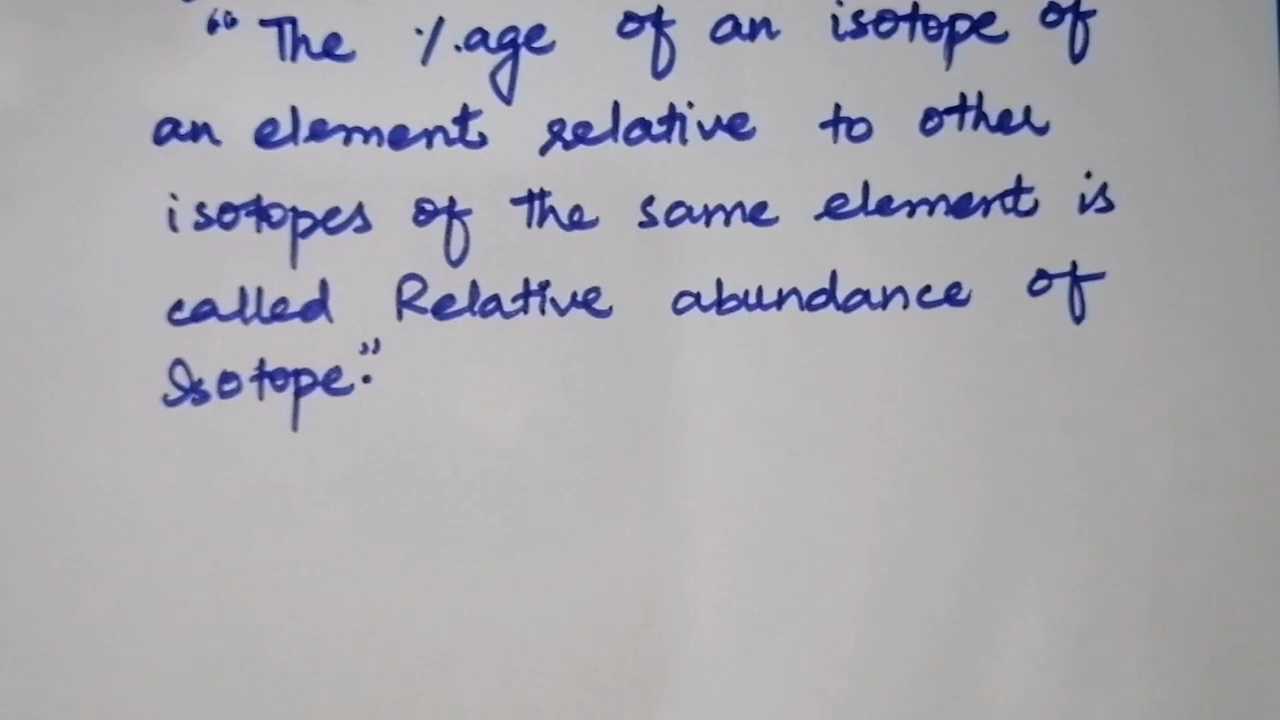 “The %age of an isotope of
an element relative to other
isotopes of the same element is
called Relative abundance of
Isotope.”